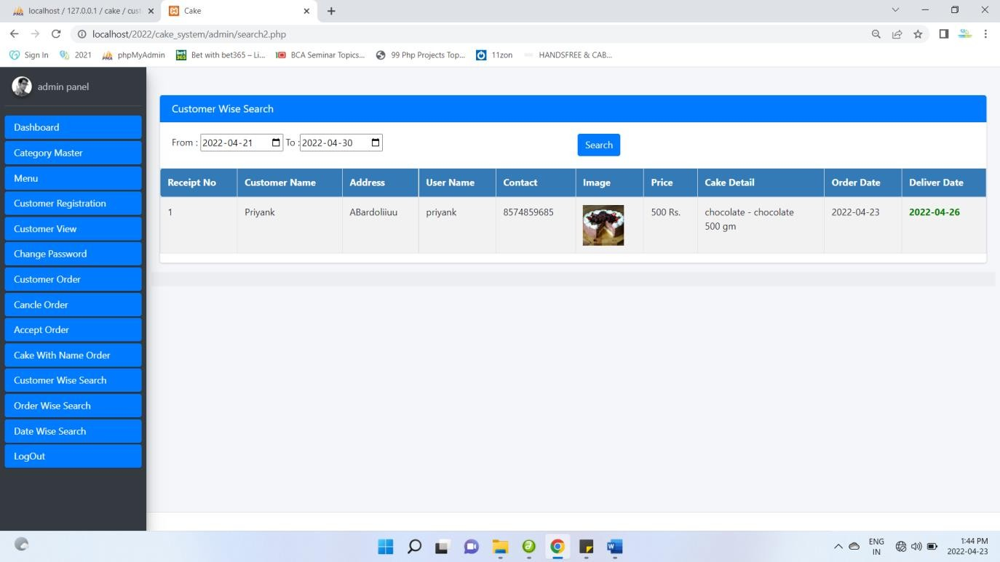 localhost / 127.0.0.1 / cake / cust
Cake
localhost/2022/cake_system/admin/search2.php
Sign In 2021 phpMyAdmin Bet with bet365 – Li... BCA Seminar Topics... 99 Php Projects Top... 11zon HANDSFREE & CAB...
admin panel
Dashboard
Category Master
Menu
Customer Registration
Customer View
Change Password
Customer Order
Cancle Order
Accept Order
Cake With Name Order
Customer Wise Search
Order Wise Search
Date Wise Search
LogOut
Customer Wise Search
From : 2022-04-21 To : 2022-04-30 Search
Receipt No Customer Name Address User Name Contact Image Price Cake Detail Order Date Deliver Date
1 Priyank ABardoliiuu priyank 8574859685 500 Rs. chocolate - chocolate 2022-04-23 2022-04-26
500 gm
ENG
IN
1:44 PM
2022-04-23